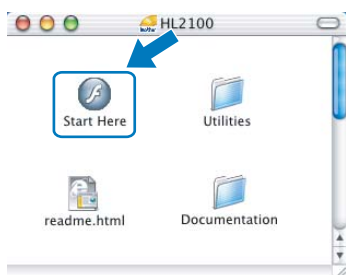 HL2100
Start Here
Utilities
readme.html
Documentation